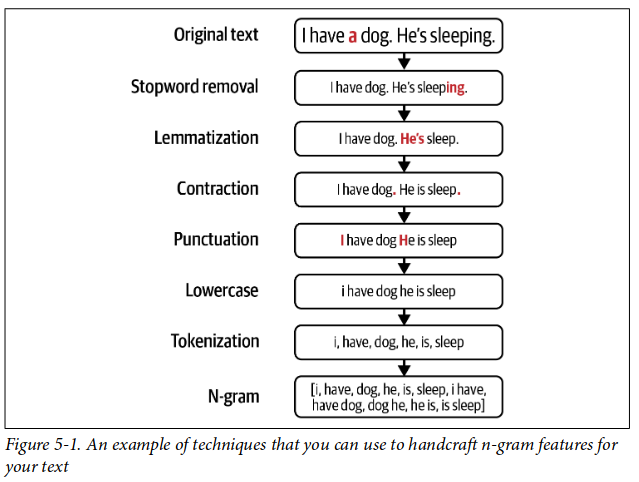 Original text
I have a dog. He's sleeping.
Stopword removal
I have dog. He's sleeping.
Lemmatization
I have dog. He's sleep.
Contraction
I have dog. He is sleep.
Punctuation
I have dog He is sleep
Lowercase
i have dog he is sleep
Tokenization
i, have, dog, he, is, sleep
N-gram
[i, have, dog, he, is, sleep, i have,
have dog, dog he, he is, is sleep]
Figure 5-1. An example of techniques that you can use to handcraft n-gram features for
your text